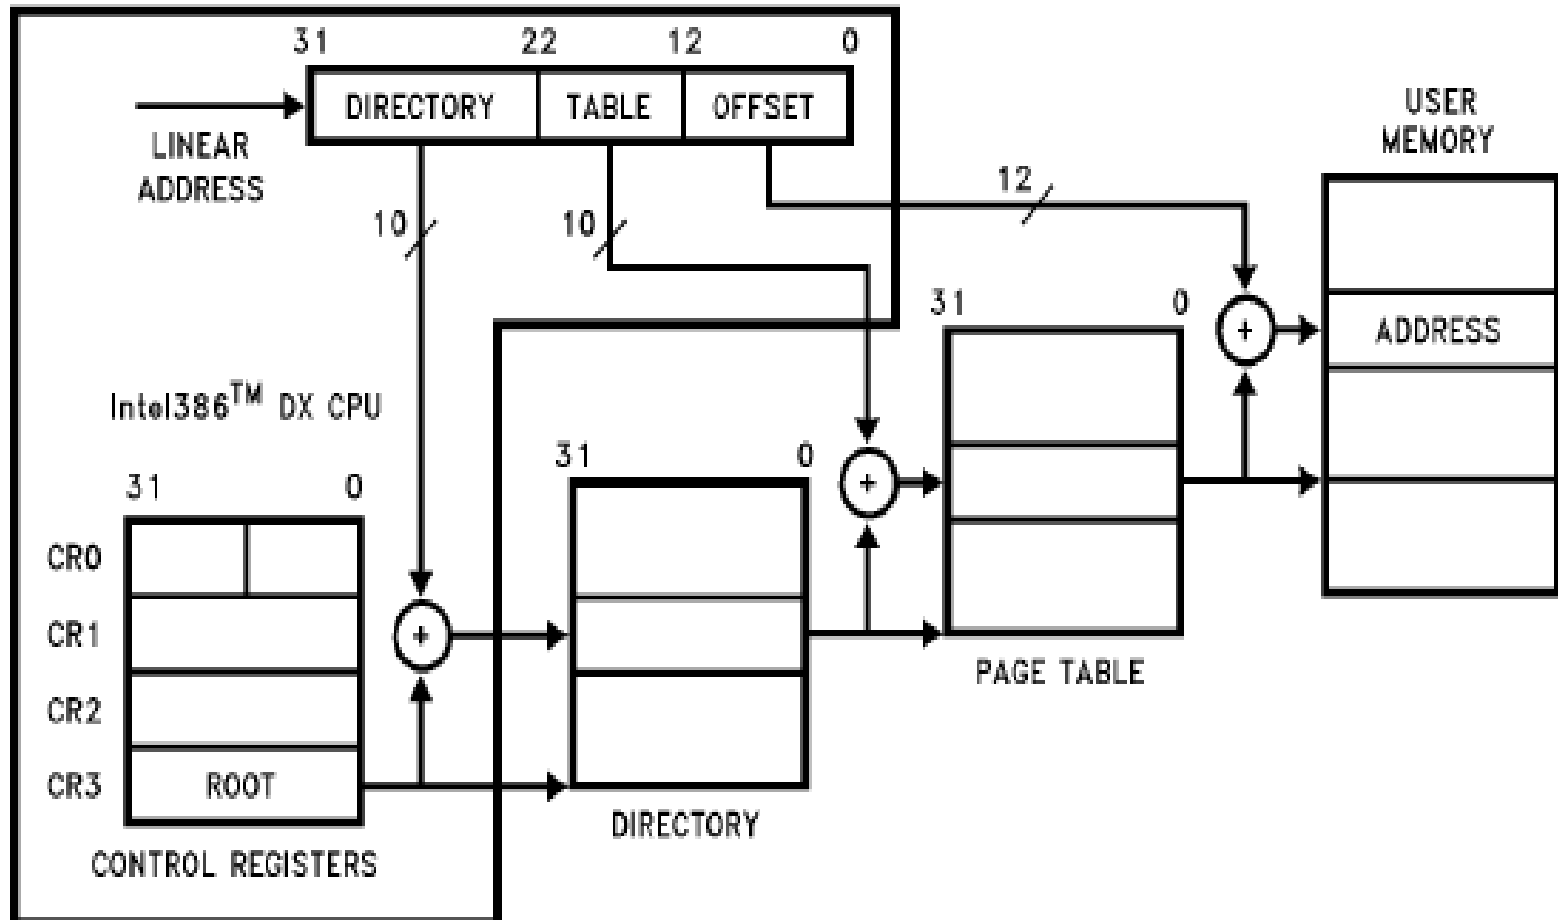 31 22 12 0
DIRECTORY TABLE OFFSET
LINEAR
ADDRESS
USER
MEMORY
12
10 10
31 0
ADDRESS
Intel386™ DX CPU
31 0
31 0
CR0
CR1
CR2
CR3 ROOT
PAGE TABLE
DIRECTORY
CONTROL REGISTERS
+
+
+